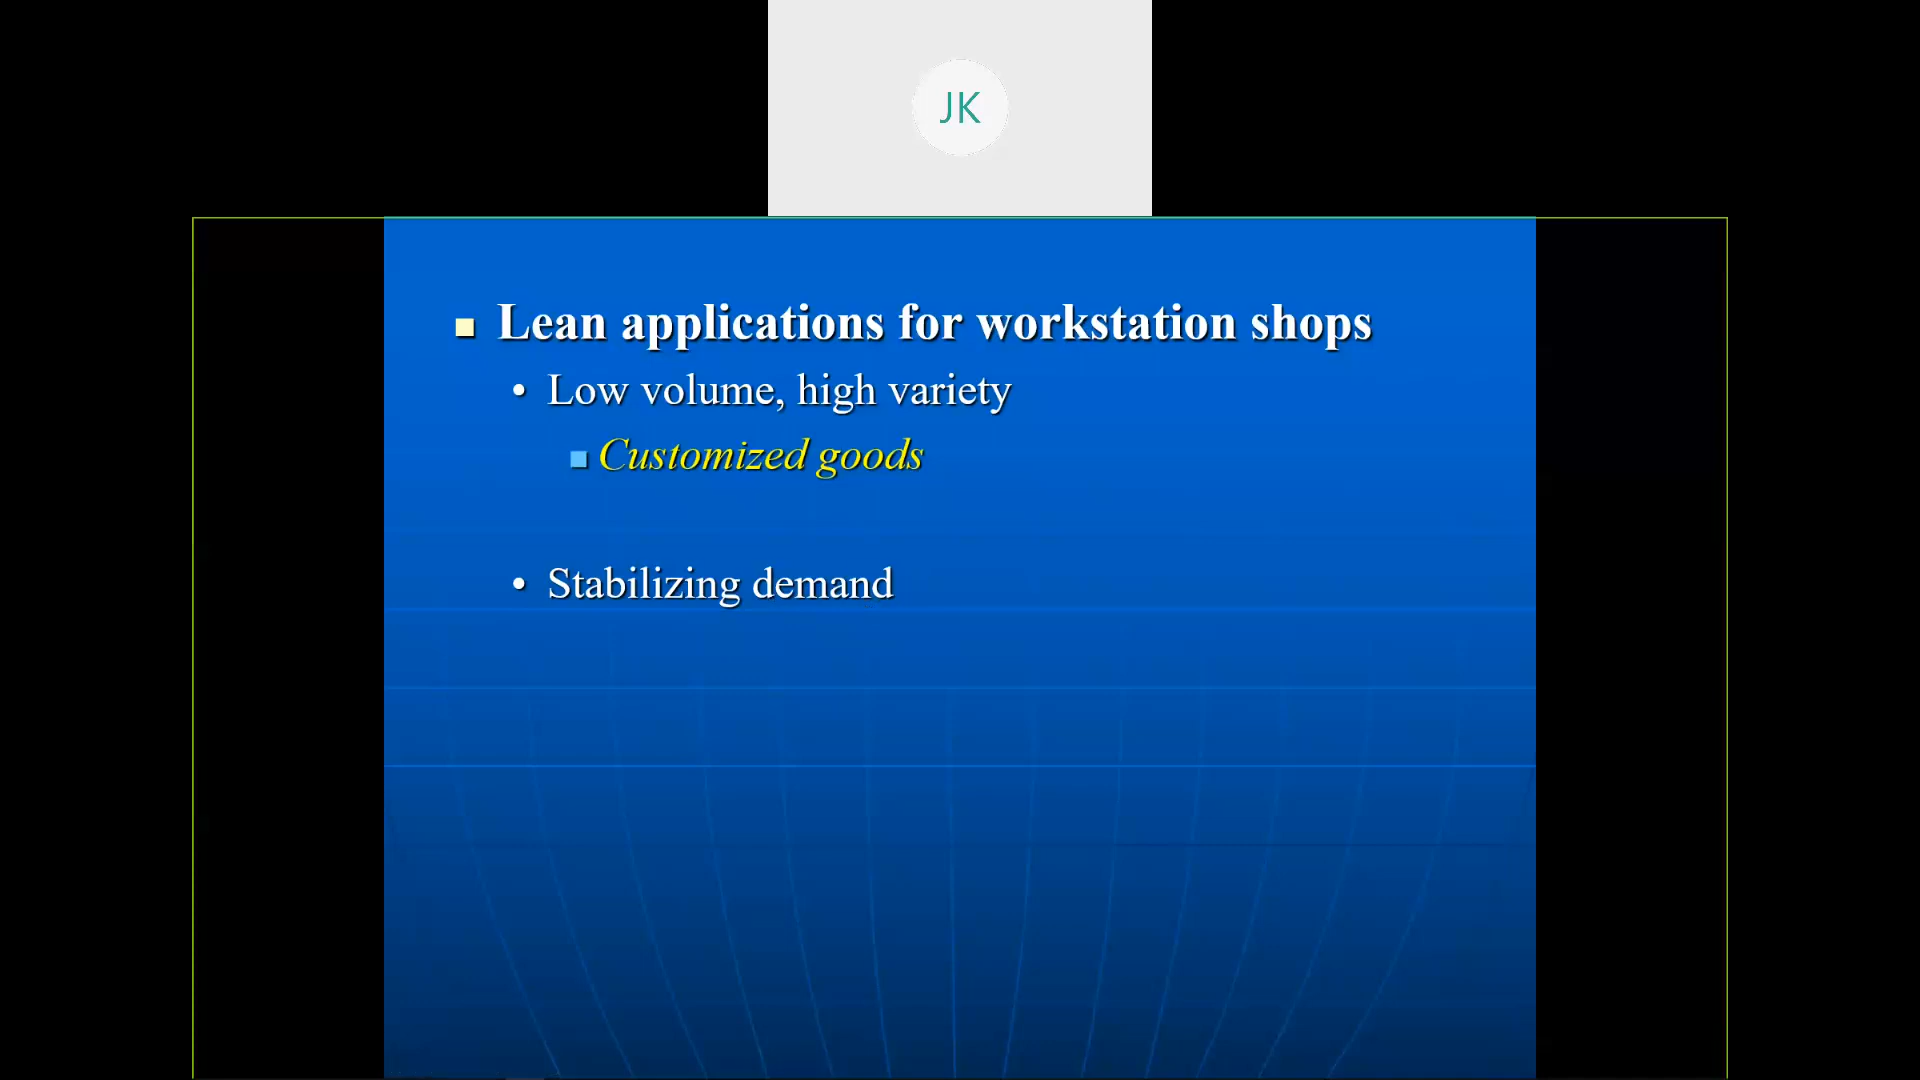 JK
Lean applications for workstation shops
Low volume, high variety
Customized goods
Stabilizing demand